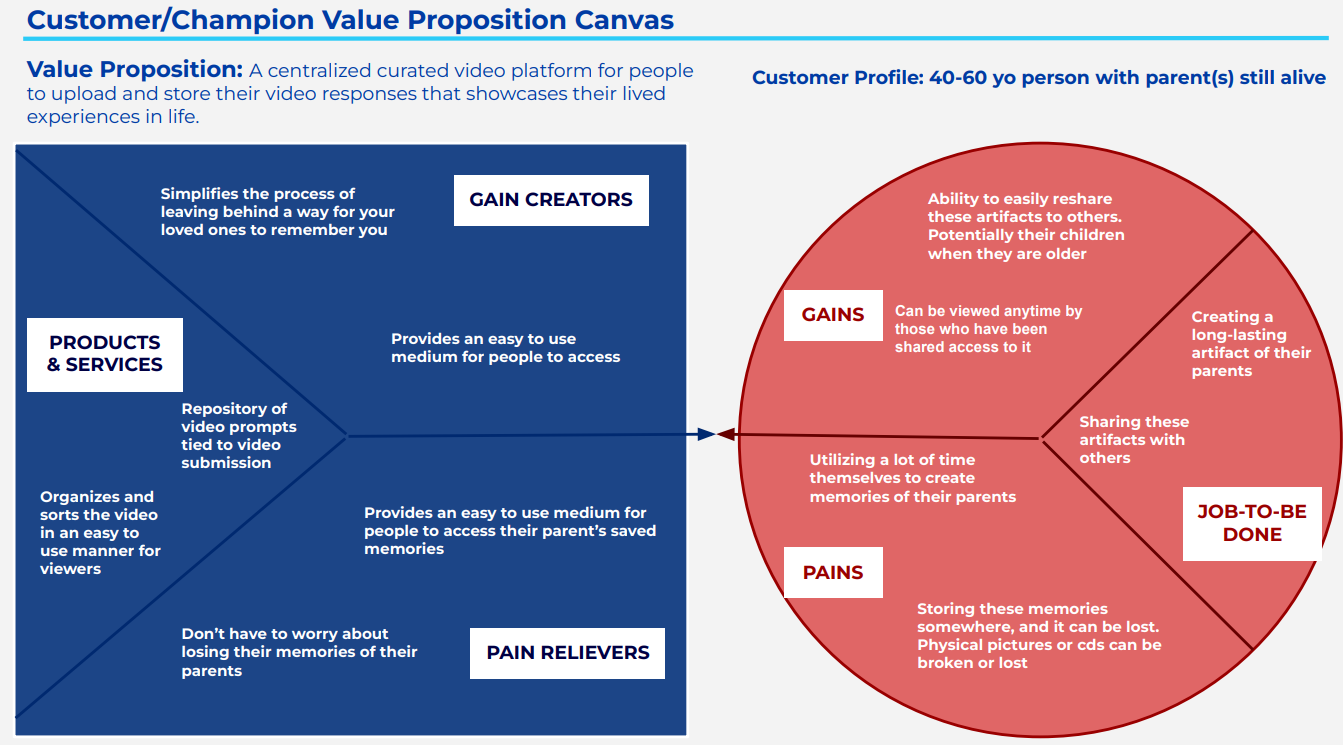 Customer/Champion Value Proposition Canvas
Value Proposition: A centralized curated video platform for people
to upload and store their video responses that showcases their lived
experiences in life.
Customer Profile: 40-60 yo person with parent(s) still alive
Simplifies the process of
leaving behind a way for your
loved ones to remember you
GAIN CREATORS
Provides an easy to use
medium for people to access
PRODUCTS
& SERVICES
Repository of
video prompts
tied to video
submission
Organizes and
sorts the video
in an easy to
use manner for
viewers
Provides an easy to use medium for
people to access their parent's saved
memories
Don't have to worry about
losing their memories of their
parents
PAIN RELIEVERS
Ability to easily reshare
these artifacts to others.
Potentially their children
when they are older
GAINS
Can be viewed anytime by
those who have been
shared access to it
Creating a
long-lasting
artifact of their
parents
Sharing these
artifacts with
others
JOB-TO-BE
DONE
Utilizing a lot of time
themselves to create
memories of their parents
PAINS
Storing these memories
somewhere, and it can be lost.
Physical pictures or cds can be
broken or lost